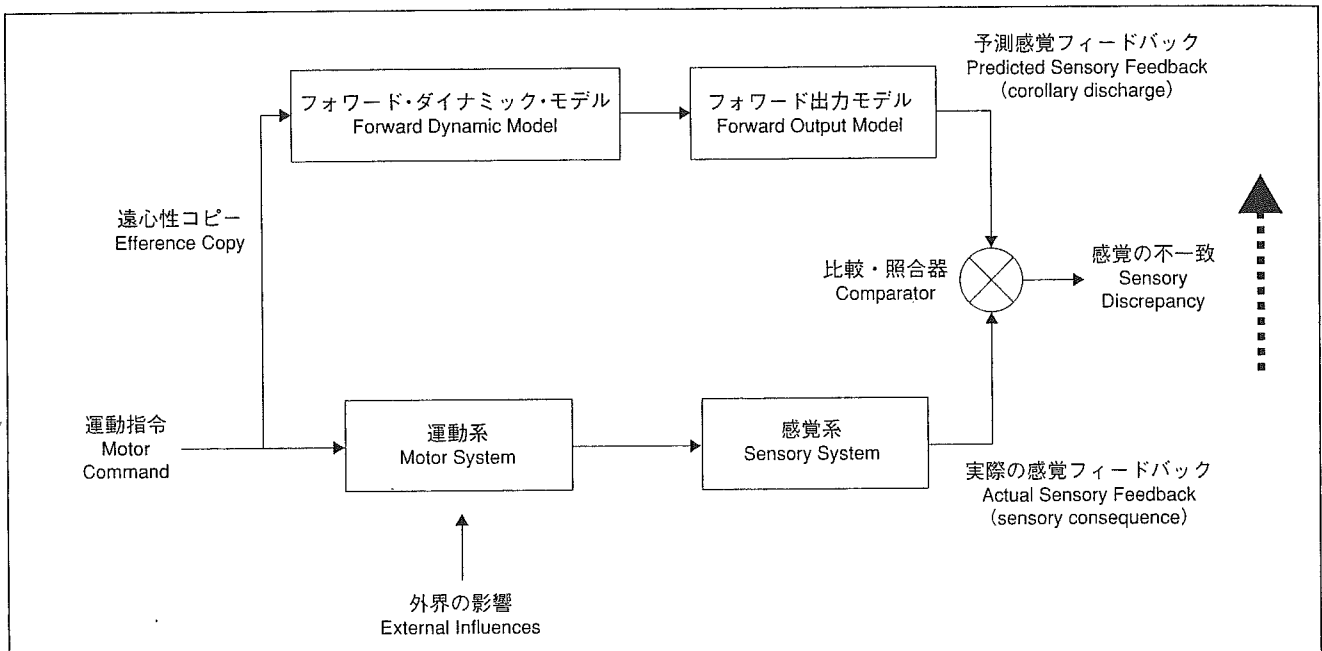 予測感覚フィードバック
Predicted Sensory Feedback
(corollary discharge)
フォワード・ダイナミック・モデル
Forward Dynamic Model
フォワード出力モデル
Forward Output Model
遠心性コピー
Efference Copy
比較・照合器
Comparator
感覚の不一致
Sensory
Discrepancy
運動指令
Motor
Command
運動系
Motor System
感覚系
Sensory System
実際の感覚フィードバック
Actual Sensory Feedback
(sensory consequence)
外界の影響
External Influences